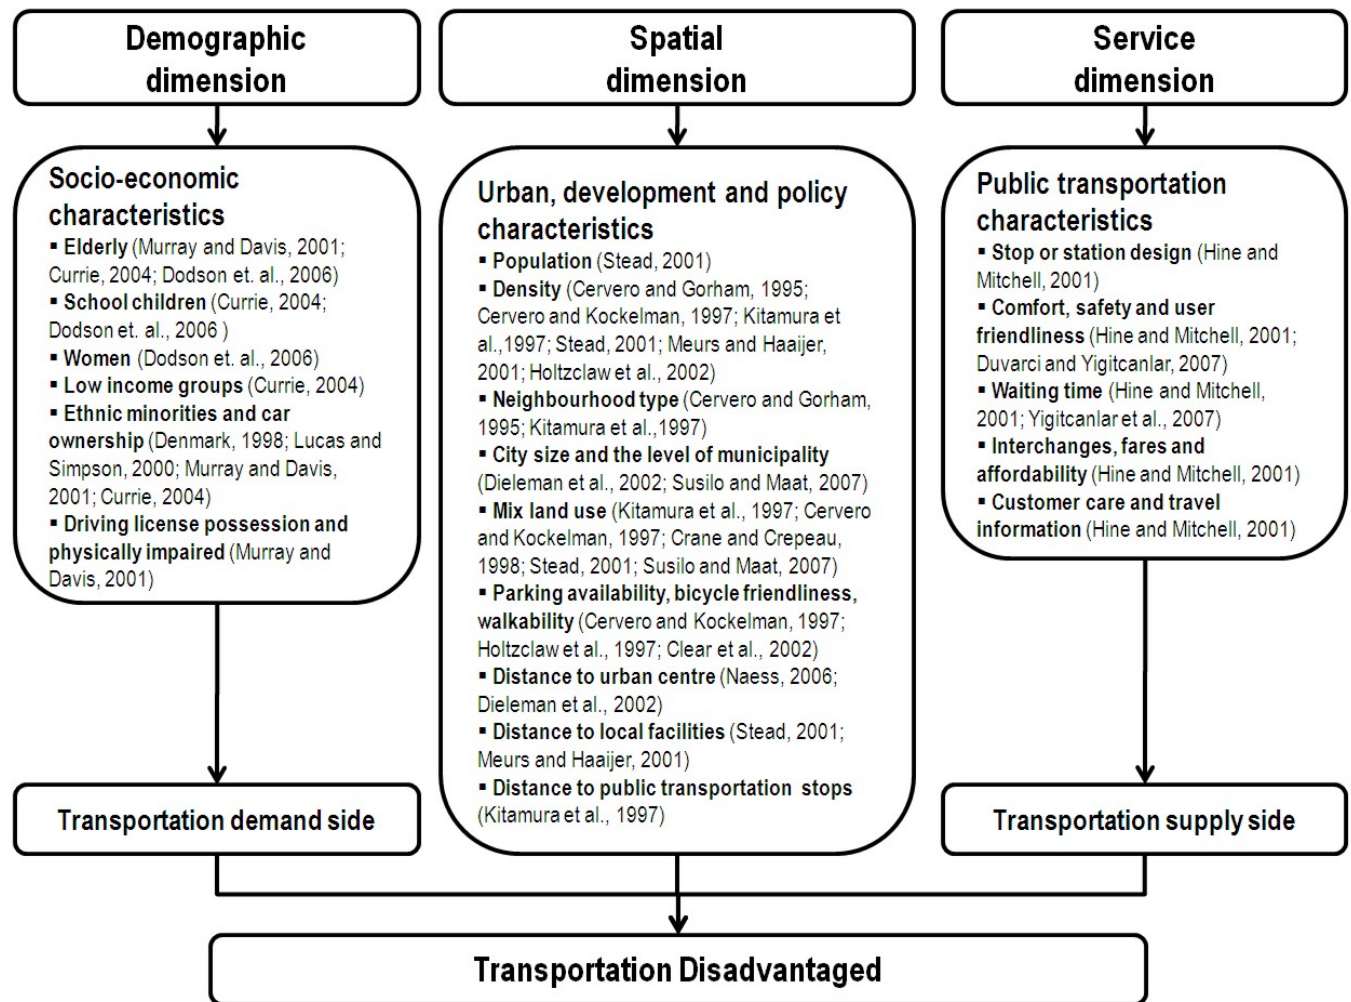 Demographic
dimension
Socio-economic
characteristics
▪ Elderly (Murray and Davis, 2001;
Currie, 2004; Dodson et. al., 2006)
▪ School children (Currie, 2004;
Dodson et. al., 2006 )
▪ Women (Dodson et. al., 2006)
▪ Low income groups (Currie, 2004)
▪ Ethnic minorities and car
ownership (Denmark, 1998; Lucas and
Simpson, 2000; Murray and Davis,
2001; Currie, 2004)
▪ Driving license possession and
physically impaired (Murray and
Davis, 2001)
Transportation demand side
Spatial
dimension
Urban, development and policy
characteristics
▪ Population (Stead, 2001)
▪ Density (Cervero and Gorham, 1995;
Cervero and Kockelman, 1997; Kitamura et
al.,1997; Stead, 2001; Meurs and Haaijer,
2001; Holtzclaw et al., 2002)
▪ Neighbourhood type (Cervero and Gorham,
1995; Kitamura et al.,1997)
▪ City size and the level of municipality
(Dieleman et al., 2002; Susilo and Maat, 2007)
▪ Mix land use (Kitamura et al., 1997; Cervero
and Kockelman, 1997; Crane and Crepeau,
1998; Stead, 2001; Susilo and Maat, 2007)
▪ Parking availability, bicycle friendliness,
walkability (Cervero and Kockelman, 1997;
Holtzclaw et al., 1997; Clear et al., 2002)
▪ Distance to urban centre (Naess, 2006;
Dieleman et al., 2002)
▪ Distance to local facilities (Stead, 2001;
Meurs and Haaijer, 2001)
▪ Distance to public transportation stops
(Kitamura et al., 1997)
Service
dimension
Public transportation
characteristics
▪ Stop or station design (Hine and
Mitchell, 2001)
▪ Comfort, safety and user
friendliness (Hine and Mitchell, 2001;
Duvarci and Yigitcanlar, 2007)
▪ Waiting time (Hine and Mitchell,
2001; Yigitcanlar et al., 2007)
▪ Interchanges, fares and
affordability (Hine and Mitchell, 2001)
▪ Customer care and travel
information (Hine and Mitchell, 2001)
Transportation supply side
Transportation Disadvantaged